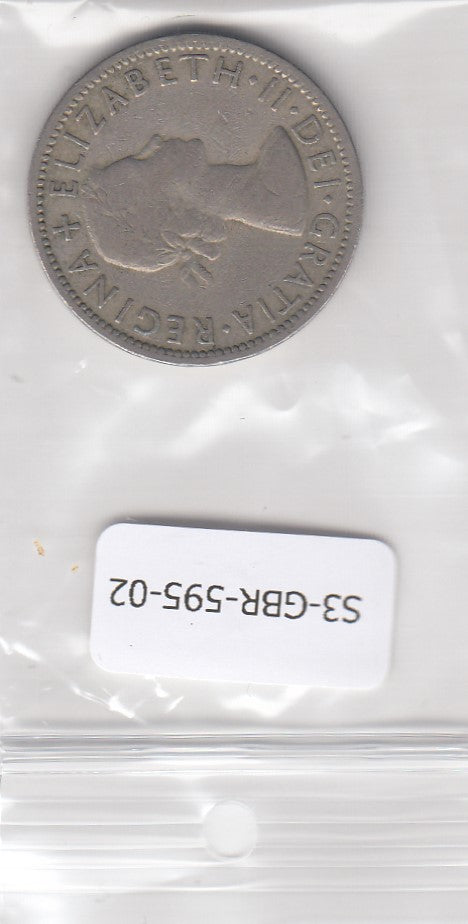 + ELIZABETH · II · DEI · GRATIA · REGINA
S3-GBR-595-02